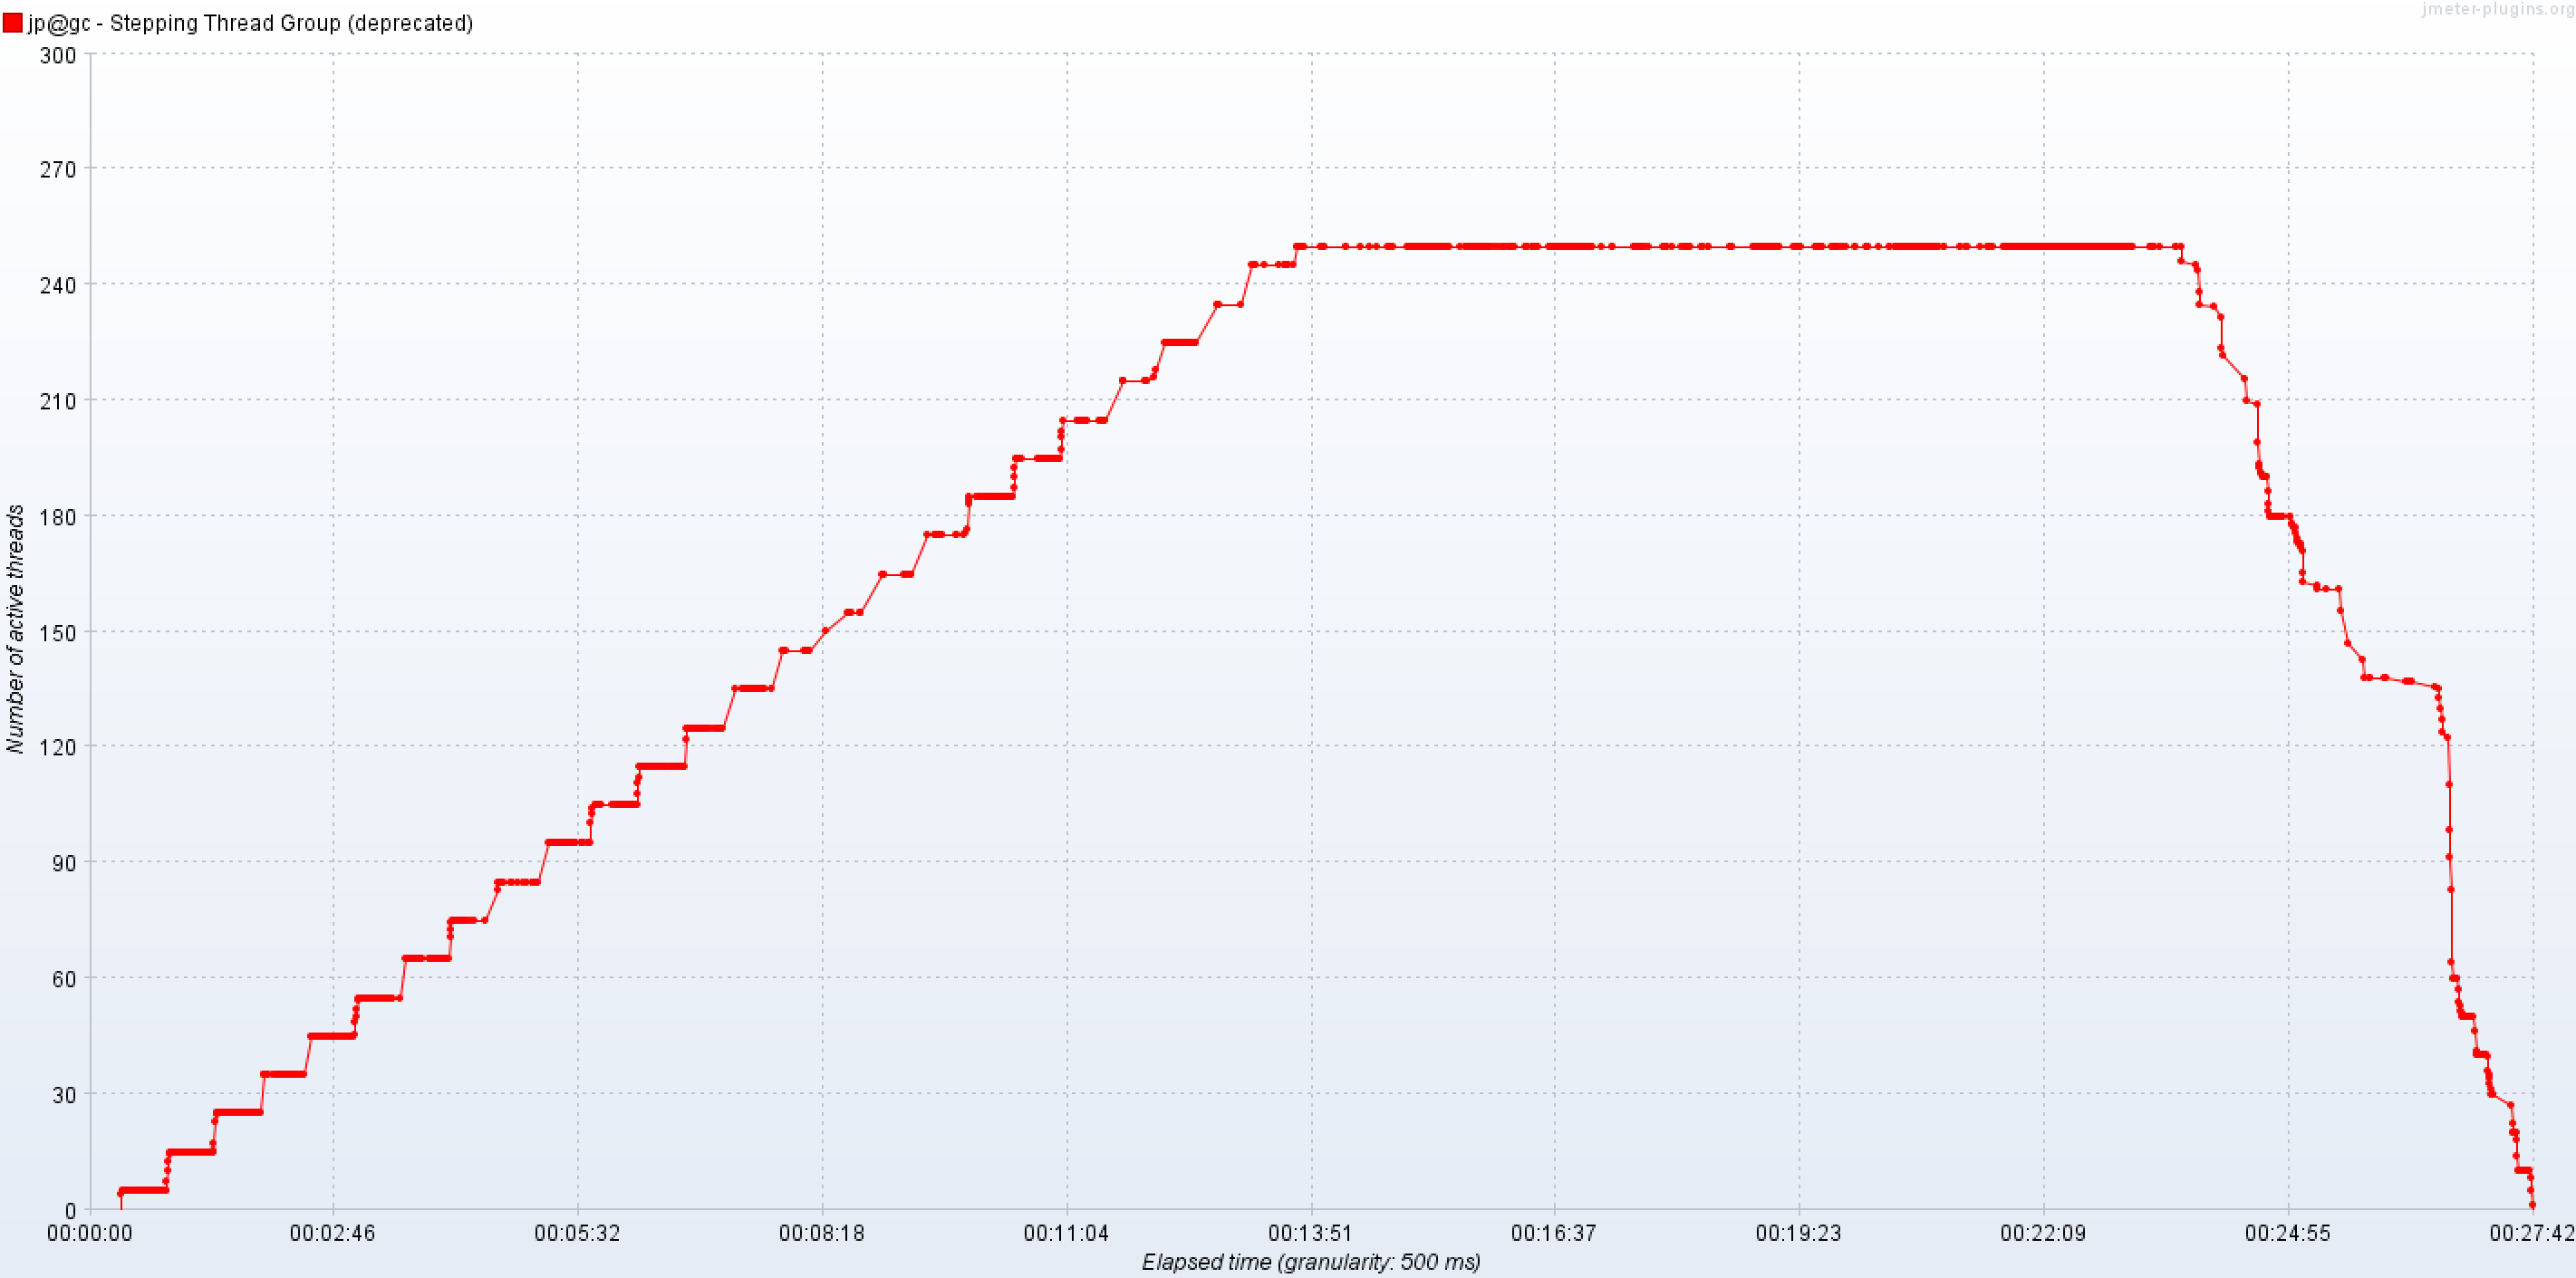 jmeter-plugins.org
jp@gc - Stepping Thread Group (deprecated)
300
270
240
210
180
150
120
90
60
30
0
Number of active threads
00:00:00 00:02:46 00:05:32 00:08:18 00:11:04 00:13:51 00:16:37 00:19:23 00:22:09 00:24:55 00:27:42
Elapsed time (granularity: 500 ms)